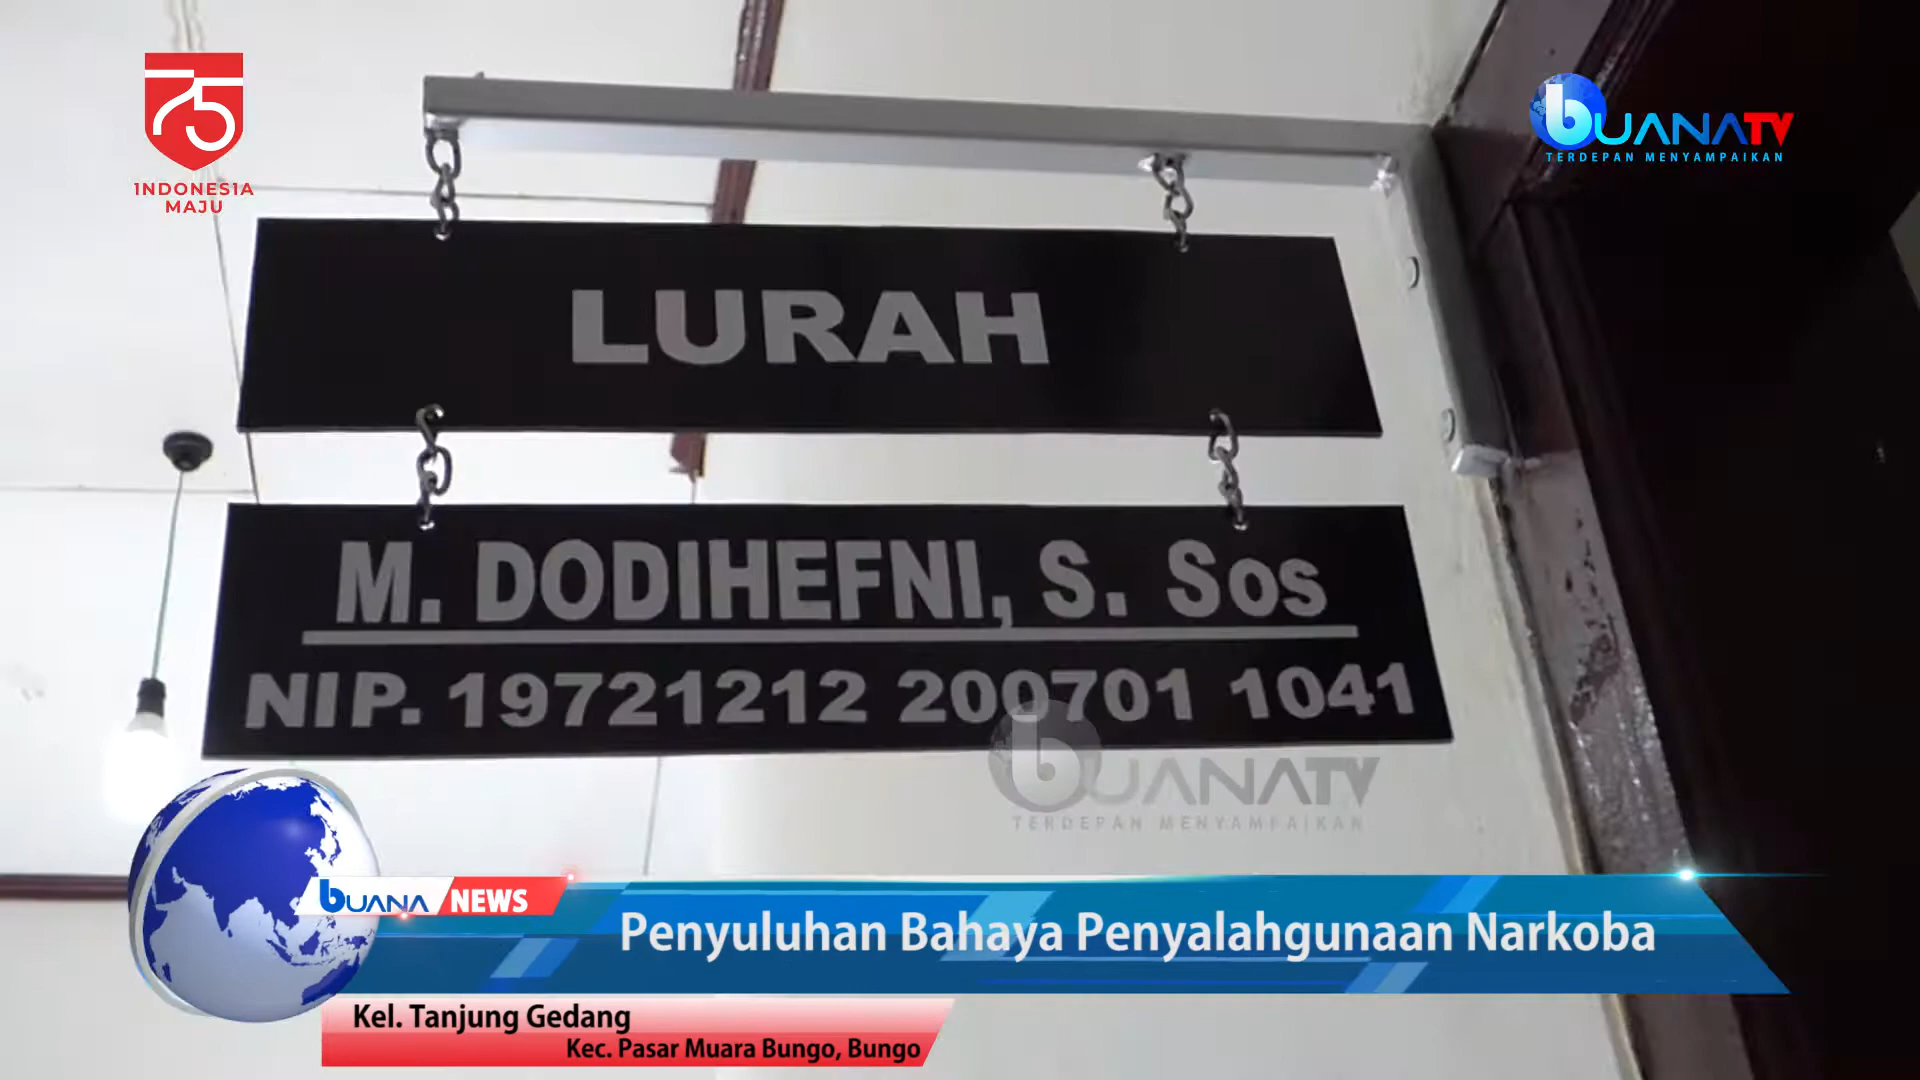 75
INDONES1A
MAJU
bUANATV
TERDEPAN MENYAMPAIKAN
LURAH
M. DODIHEFNI, S. Sos
NIP. 19721212 200701 1041
bUANATV
TERDEPAN MENYAMPAIKAN
bUANA NEWS
Penyuluhan Bahaya Penyalahgunaan Narkoba
Kel. Tanjung Gedang
Kec. Pasar Muara Bungo, Bungo